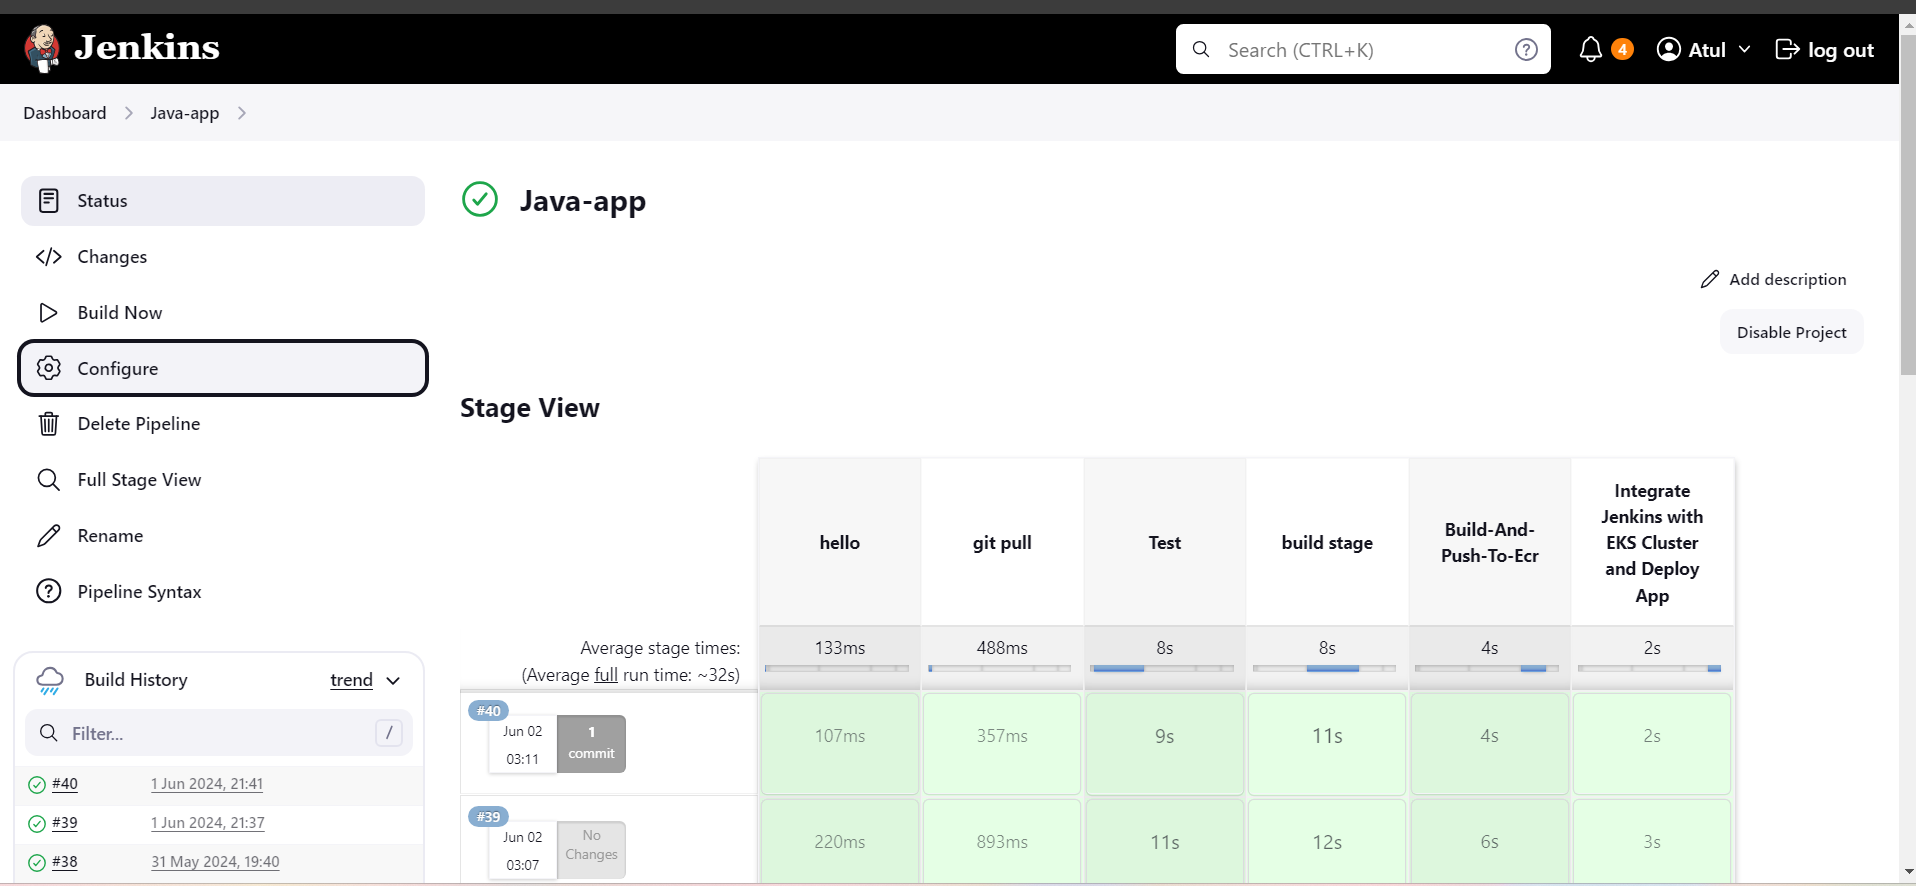 Jenkins
Search (CTRL+K)
?
4
Atul
log out
Dashboard
Java-app
Status
Changes
Build Now
Configure
Delete Pipeline
Full Stage View
Rename
Pipeline Syntax
Build History
trend
Filter...
/
#40
1 Jun 2024, 21:41
#39
1 Jun 2024, 21:37
#38
31 May 2024, 19:40
Java-app
Add description
Disable Project
Stage View
hello
git pull
Test
build stage
Build-And-
Push-To-Ecr
Integrate
Jenkins with
EKS Cluster
and Deploy
App
Average stage times:
(Average full run time: ~32s)
133ms
488ms
8s
8s
4s
2s
#40
Jun 02
03:11
1
commit
107ms
357ms
9s
11s
4s
2s
#39
Jun 02
03:07
No
Changes
220ms
893ms
11s
12s
6s
3s